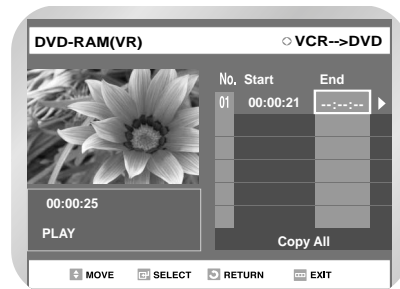 DVD-RAM(VR) VCR-->DVD
No. Start End
01 00:00:21 --:--:--
00:00:25
PLAY
Copy All
MOVE SELECT RETURN EXIT